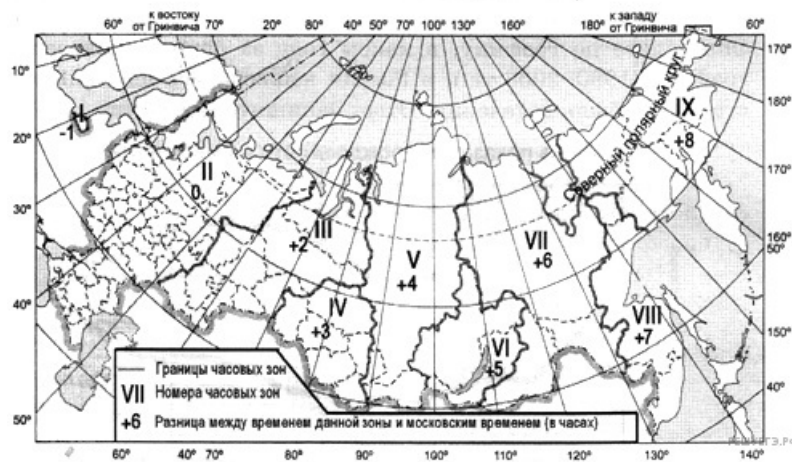 к востоку от Гринвича
к западу от Гринвича
60° 70° 80° 40° 50° 70° 100° 130° 160° 180° 60°
10°
20°
30°
40°
50°
170°
180°
170°
160°
50°
150°
40°
140°
Северный полярный круг
I
-1
II
0
III
+2
IV
+3
V
+4
VI
+5
VII
+6
VIII
+7
IX
+8
Границы часовых зон
VII Номера часовых зон
+6 Разница между временем данной зоны и московским временем (в часах)
60° 70° 80° 90° 100° 110° 120° 130°